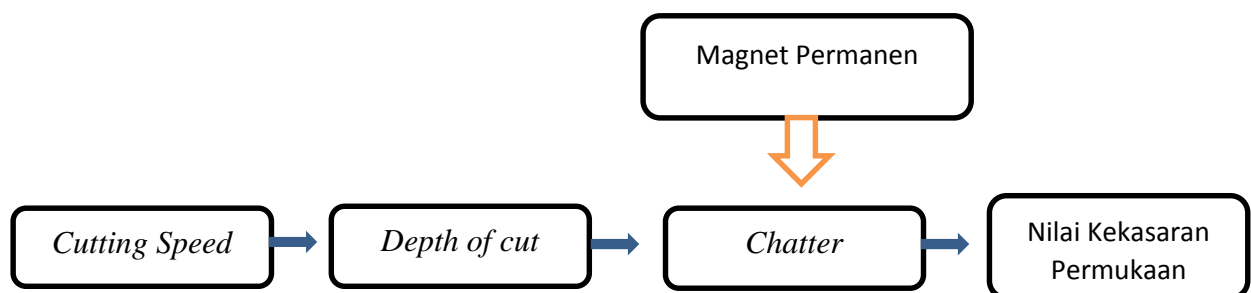 Magnet Permanen
Cutting Speed
Depth of cut
Chatter
Nilai Kekasaran
Permukaan